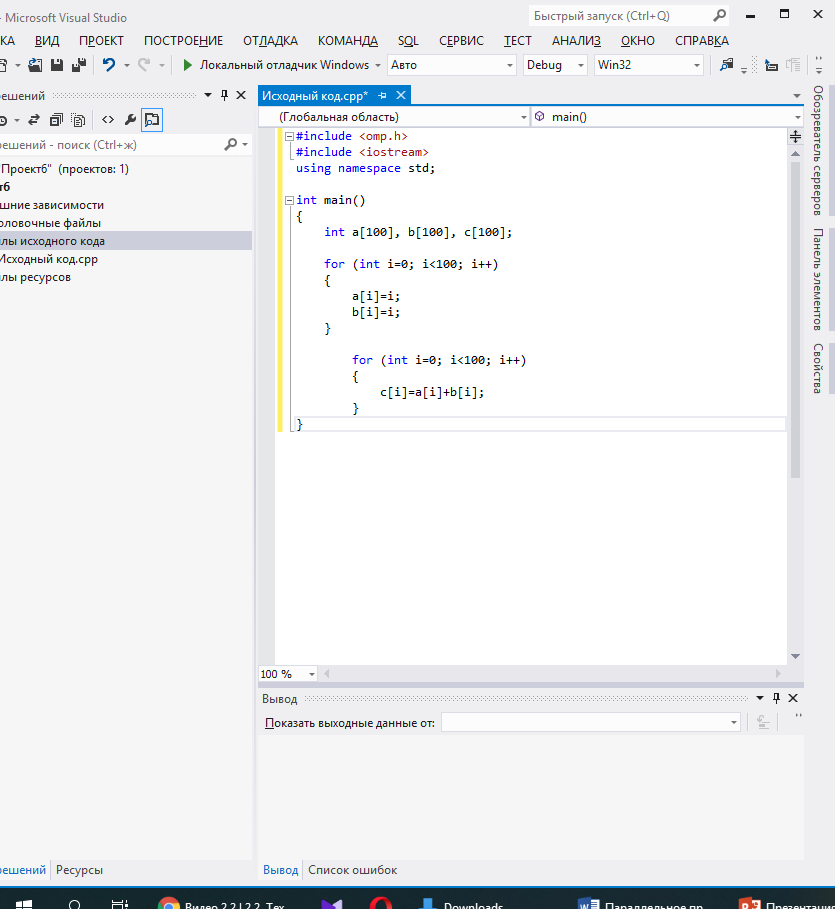 - Microsoft Visual Studio
Быстрый запуск (Ctrl+Q)
КА ВИД ПРОЕКТ ПОСТРОЕНИЕ ОТЛАДКА КОМАНДА SQL СЕРВИС ТЕСТ АНАЛИЗ ОКНО СПРАВКА
Локальный отладчик Windows Авто Debug Win32
решений
Исходный код.cpp*
(Глобальная область) main()
решений - поиск (Ctrl+ж)
"Проект6" (проектов: 1)
т6
шние зависимости
оловочные файлы
лы исходного кода
Исходный код.cpp
лы ресурсов
#include <omp.h>
#include <iostream>
using namespace std;
int main()
{
int a[100], b[100], c[100];
for (int i=0; i<100; i++)
{
a[i]=i;
b[i]=i;
}
for (int i=0; i<100; i++)
{
c[i]=a[i]+b[i];
}
}
Обозреватель серверов
Панель элементов
Свойства
100 %
Вывод
Показать выходные данные от:
решений Ресурсы
Вывод Список ошибок
Видео 2.2 | 2.2. Тех
Downloads
Параллельное пр
Презентация